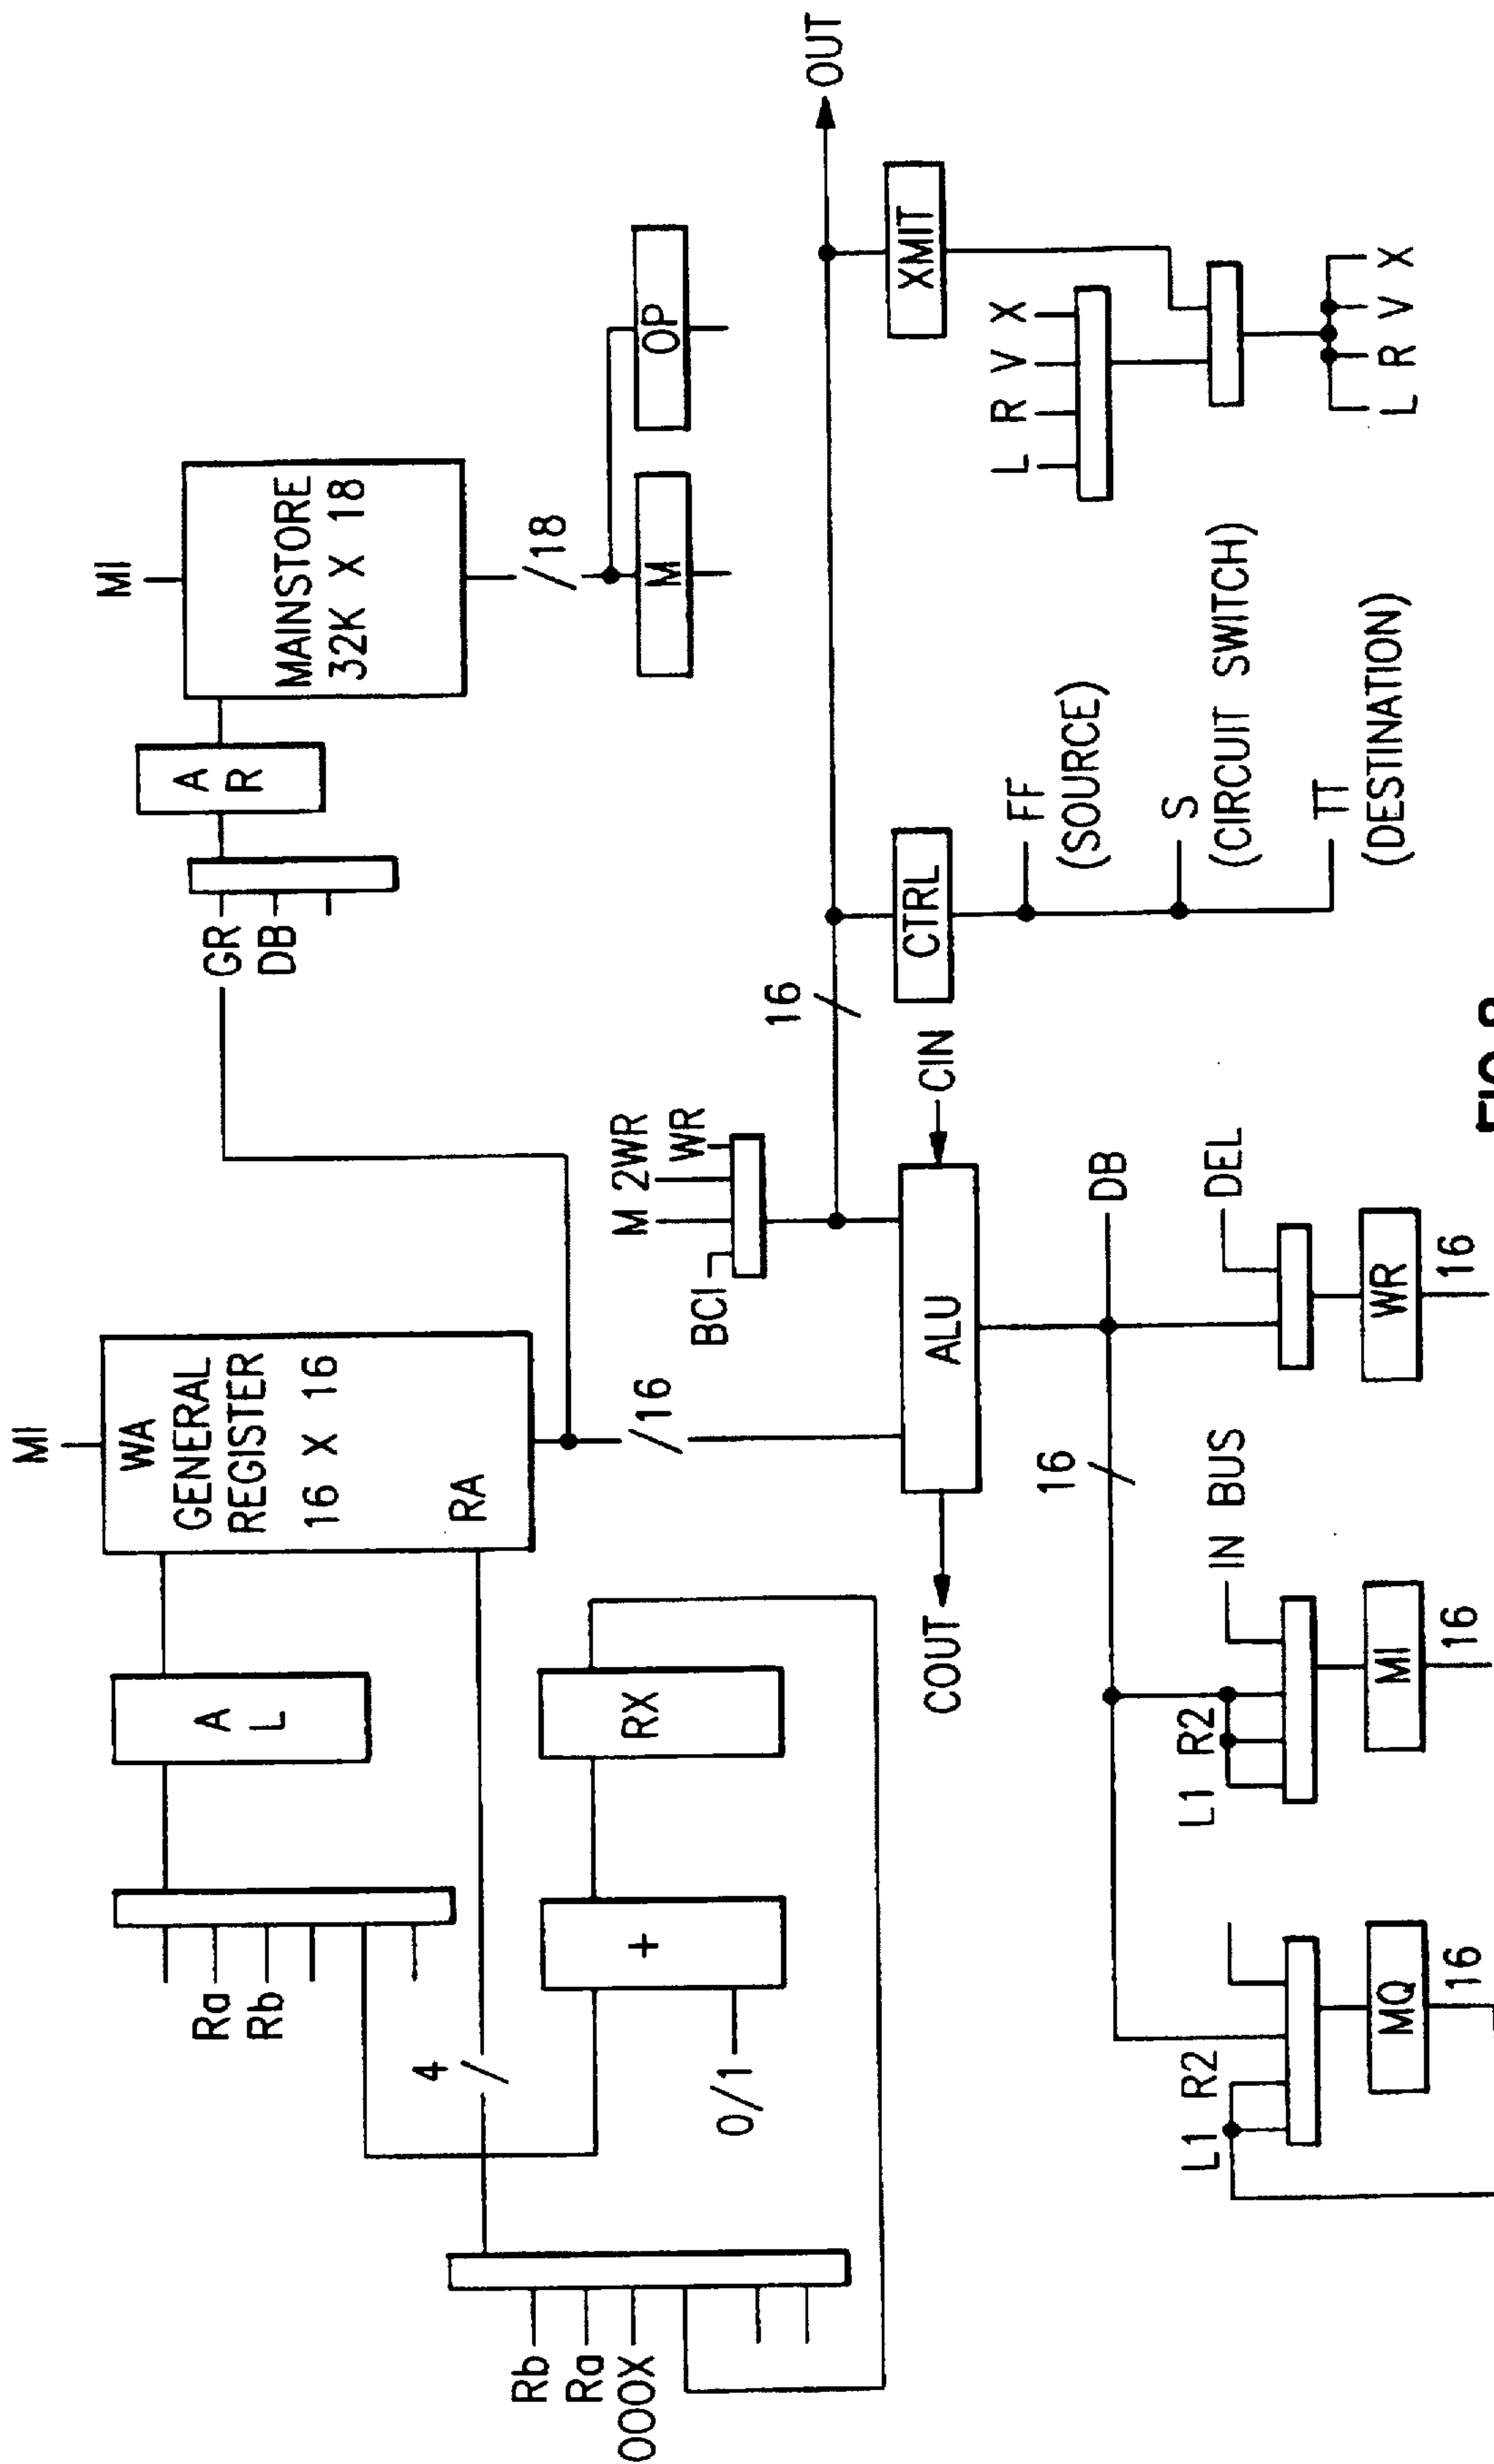 MI
MI
WA
GENERAL
REGISTER
16 X 16
RA
A
L
Ra
Rb
4
RX
+
0/1
Rb
Ra
000X
/16
GR
DB
A
R
MAINSTORE
32K X 18
/18
M
OP
BCI
M 2WR WR
16
OUT
COUT
ALU
CIN
CTRL
FF
(SOURCE)
S
(CIRCUIT SWITCH)
TT
(DESTINATION)
XMIT
L R V X
L R V X
16
DB
L1 R2
MQ
16
L1 R2
IN BUS
MI
16
DEL
WR
16